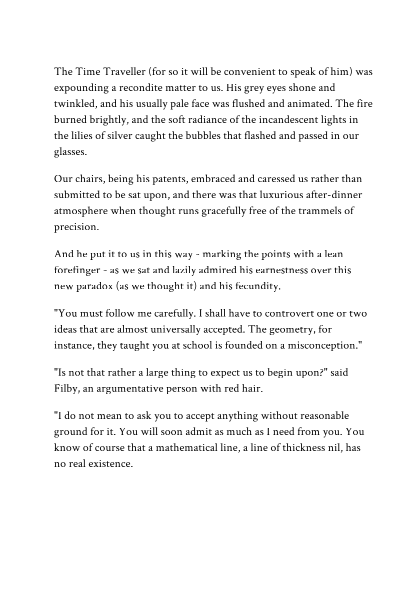 The Time Traveller (for so it will be convenient to speak of him) was
expounding a recondite matter to us. His grey eyes shone and
twinkled, and his usually pale face was flushed and animated. The fire
burned brightly, and the soft radiance of the incandescent lights in
the lilies of silver caught the bubbles that flashed and passed in our
glasses.
Our chairs, being his patents, embraced and caressed us rather than
submitted to be sat upon, and there was that luxurious after-dinner
atmosphere when thought runs gracefully free of the trammels of
precision.
And he put it to us in this way - marking the points with a lean
forefinger - as we sat and lazily admired his earnestness over this
new paradox (as we thought it) and his fecundity.
"You must follow me carefully. I shall have to controvert one or two
ideas that are almost universally accepted. The geometry, for
instance, they taught you at school is founded on a misconception."
"Is not that rather a large thing to expect us to begin upon?" said
Filby, an argumentative person with red hair.
"I do not mean to ask you to accept anything without reasonable
ground for it. You will soon admit as much as I need from you. You
know of course that a mathematical line, a line of thickness nil, has
no real existence.